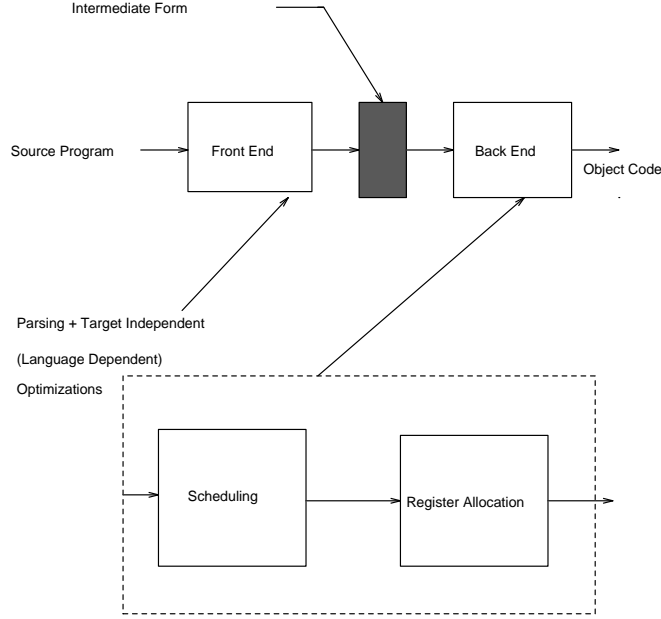 Intermediate Form
Source Program
Front End
Back End
Object Code
Parsing + Target Independent
(Language Dependent)
Optimizations
Scheduling
Register Allocation